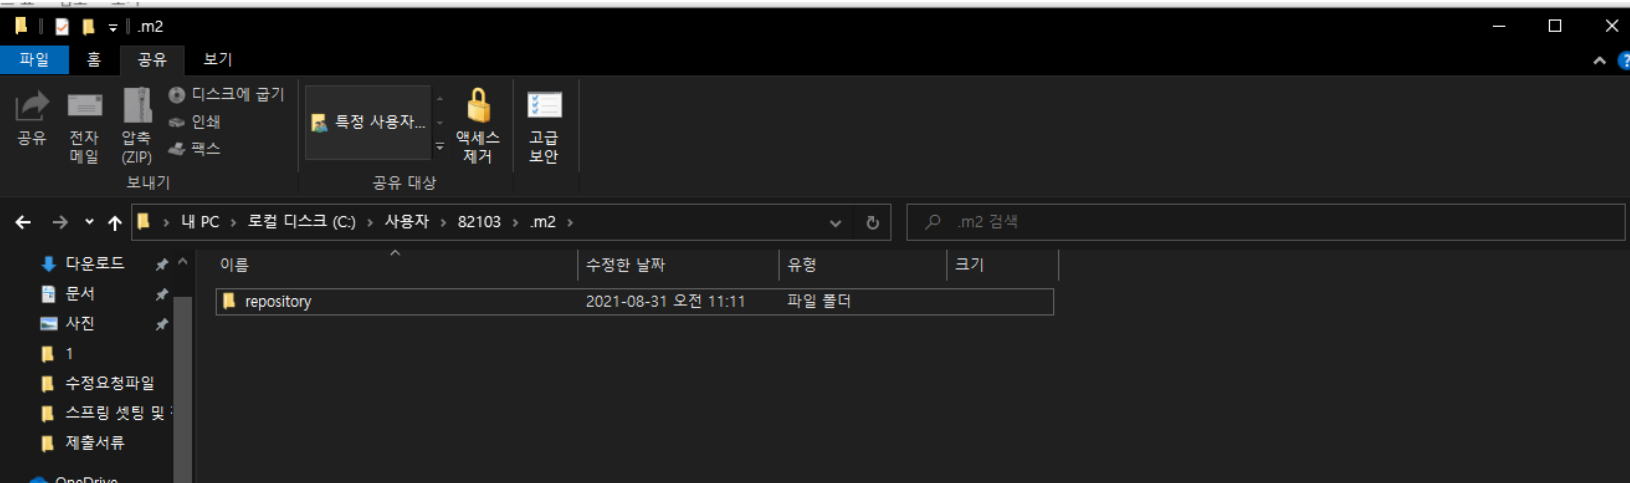 .m2
파일 홈 공유 보기
공유
전자
메일
압축
(ZIP)
디스크에 굽기
인쇄
팩스
보내기
특정 사용자...
액세스
제거
공유 대상
고급
보안
내 PC > 로컬 디스크 (C:) > 사용자 > 82103 > .m2 >
.m2 검색
이름 수정한 날짜 유형 크기
repository 2021-08-31 오전 11:11 파일 폴더
다운로드
문서
사진
1
수정요청파일
스프링 셋팅 및
제출서류
OneDrive